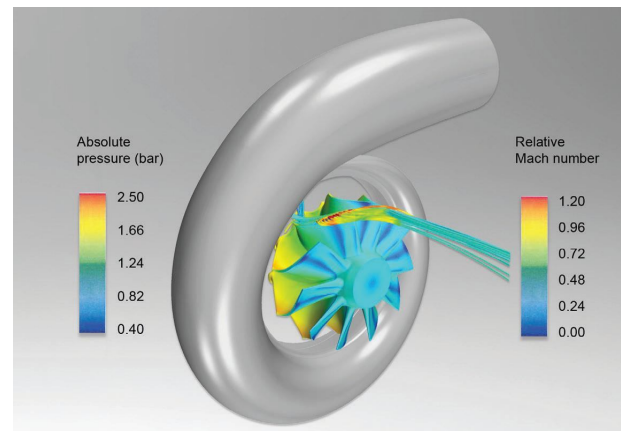 Absolute
pressure (bar)
2.50
1.66
1.24
0.82
0.40
Relative
Mach number
1.20
0.96
0.72
0.48
0.24
0.00